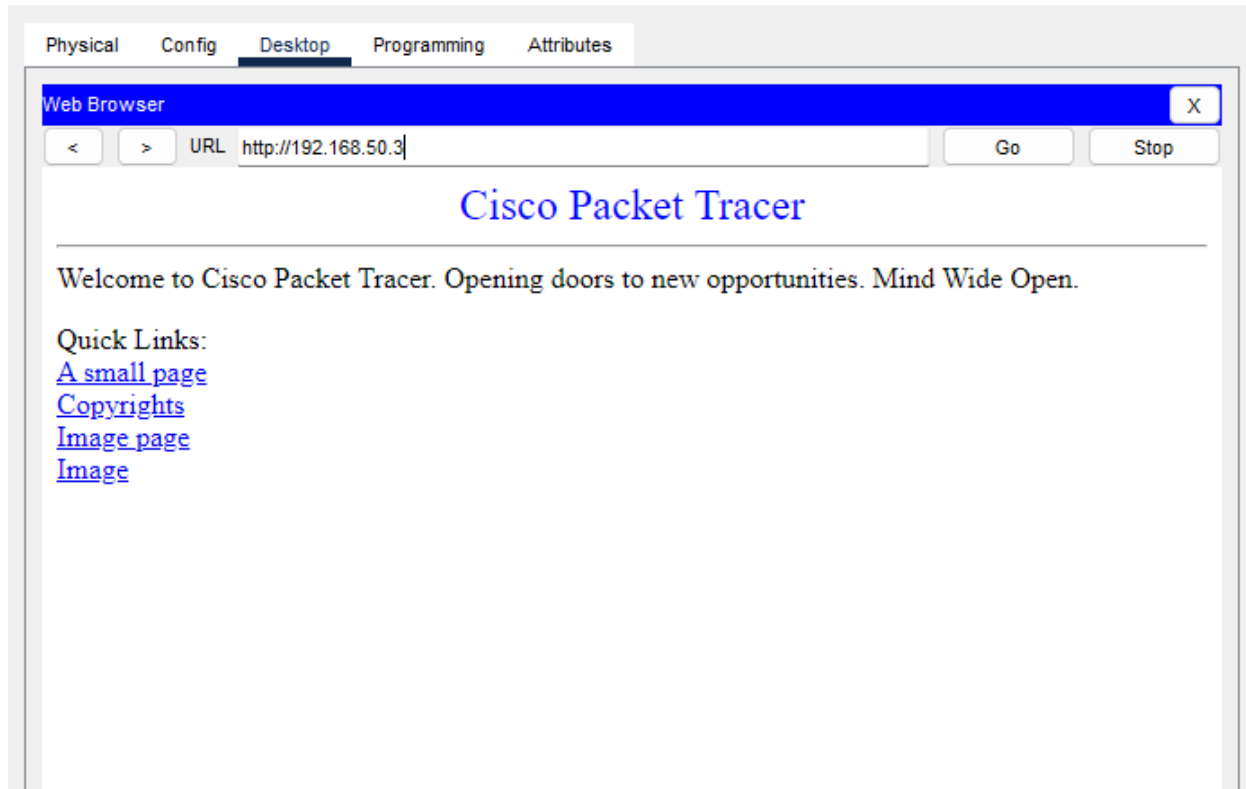 Physical Config Desktop Programming Attributes
Web Browser X
< > URL http://192.168.50.3 Go Stop
Cisco Packet Tracer
Welcome to Cisco Packet Tracer. Opening doors to new opportunities. Mind Wide Open.
Quick Links:
A small page
Copyrights
Image page
Image